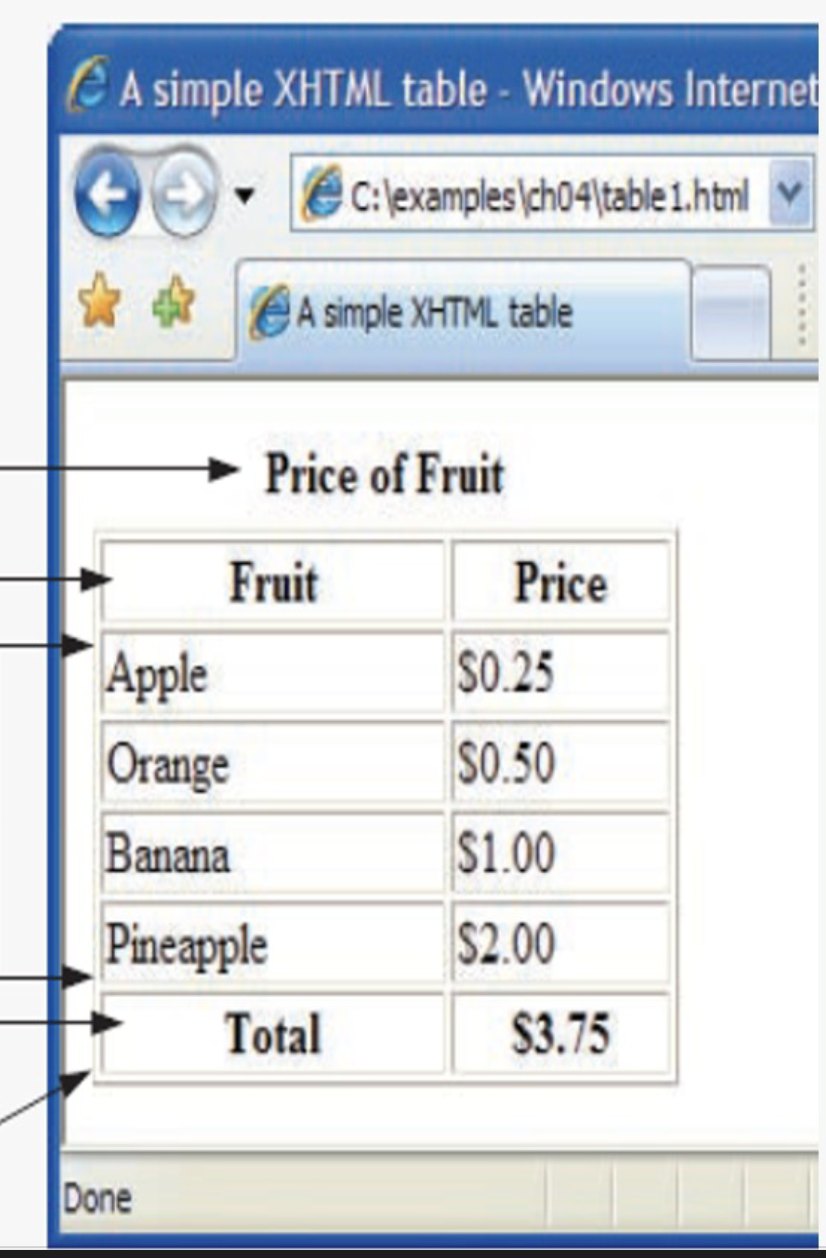 A simple XHTML table - Windows Internet
C:\examples\ch04\table1.html
A simple XHTML table
Price of Fruit
Fruit Price
Apple $0.25
Orange $0.50
Banana $1.00
Pineapple $2.00
Total $3.75
Done